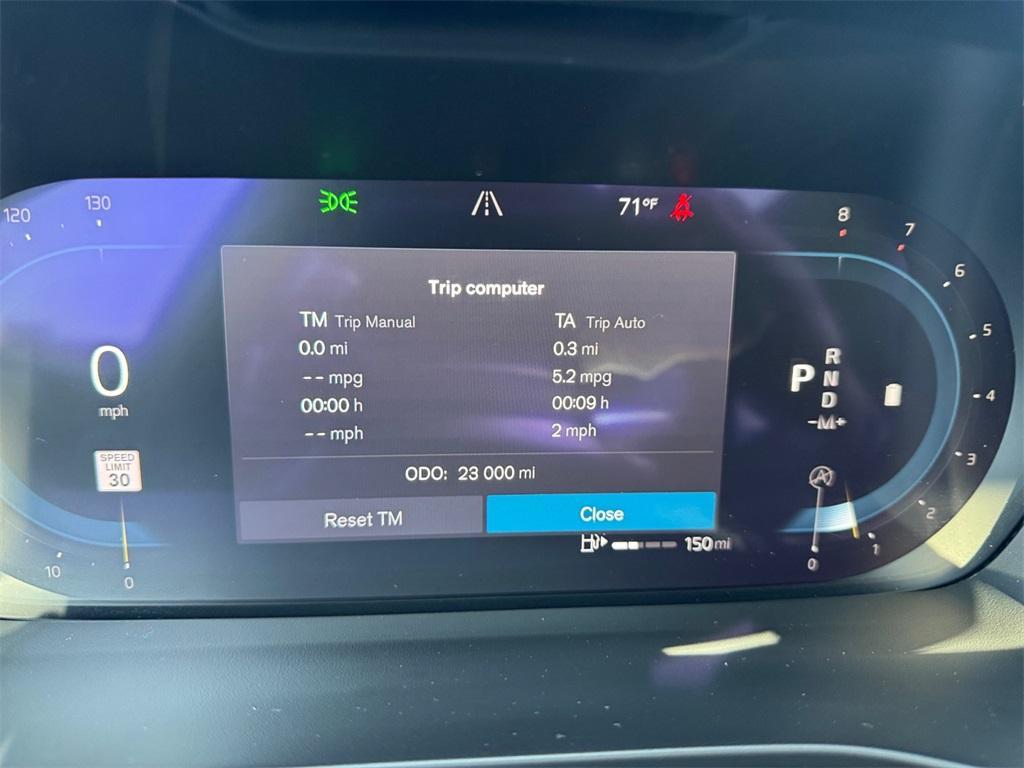 120 130
71°F
8
7
6
5
4
3
2
1
0
Trip computer
TM Trip Manual
0.0 mi
-- mpg
00:00 h
-- mph
TA Trip Auto
0.3 mi
5.2 mpg
00:09 h
2 mph
ODO: 23 000 mi
Reset TM
Close
150 mi
0
mph
SPEED
LIMIT
30
10
0
P
R
N
D
-M+
A